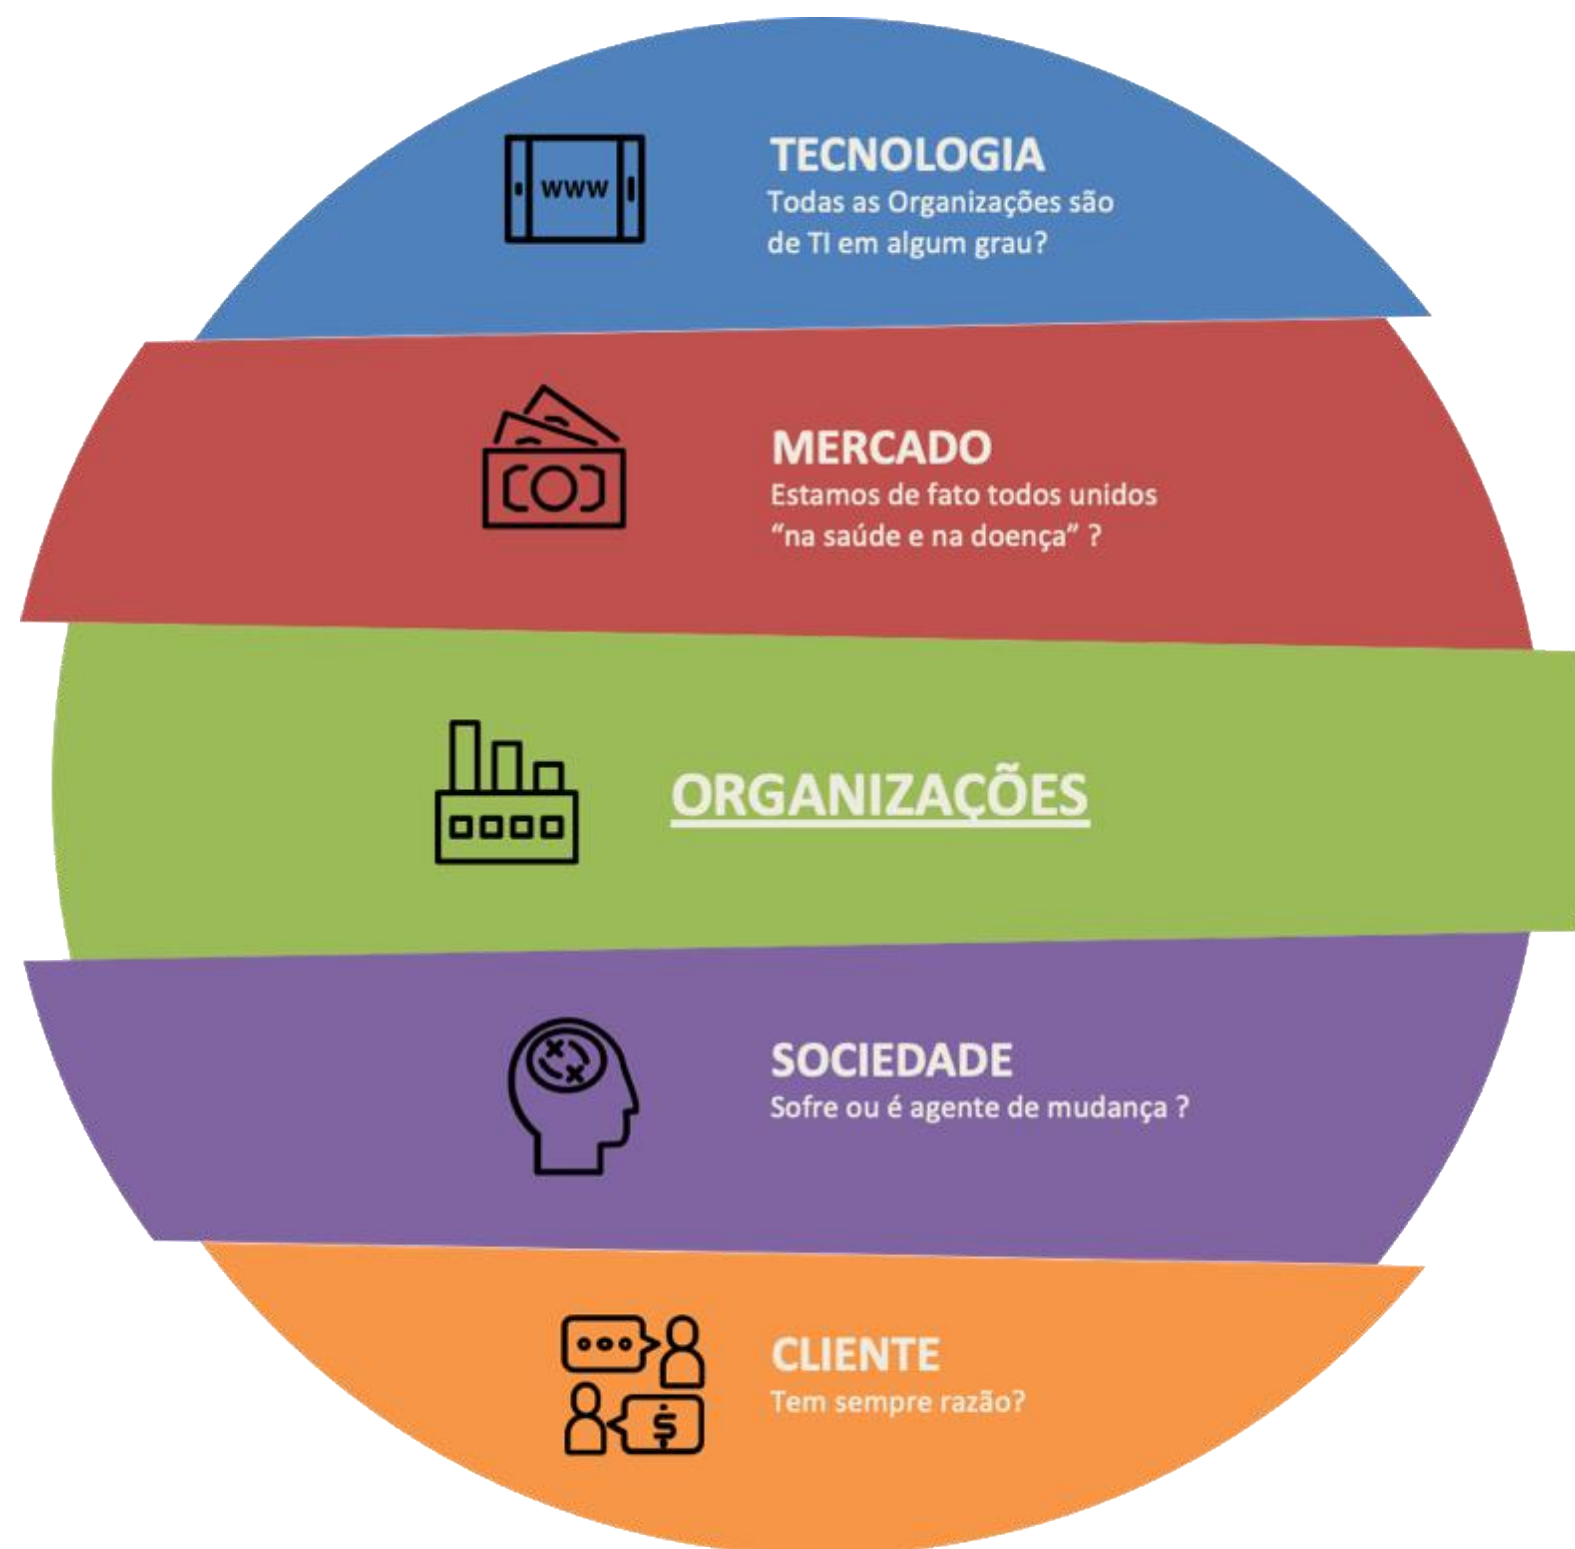 www
TECNOLOGIA
Todas as Organizações são
de TI em algum grau?
MERCADO
Estamos de fato todos unidos
“na saúde e na doença” ?
ORGANIZAÇÕES
SOCIEDADE
Sofre ou é agente de mudança ?
CLIENTE
Tem sempre razão?
$